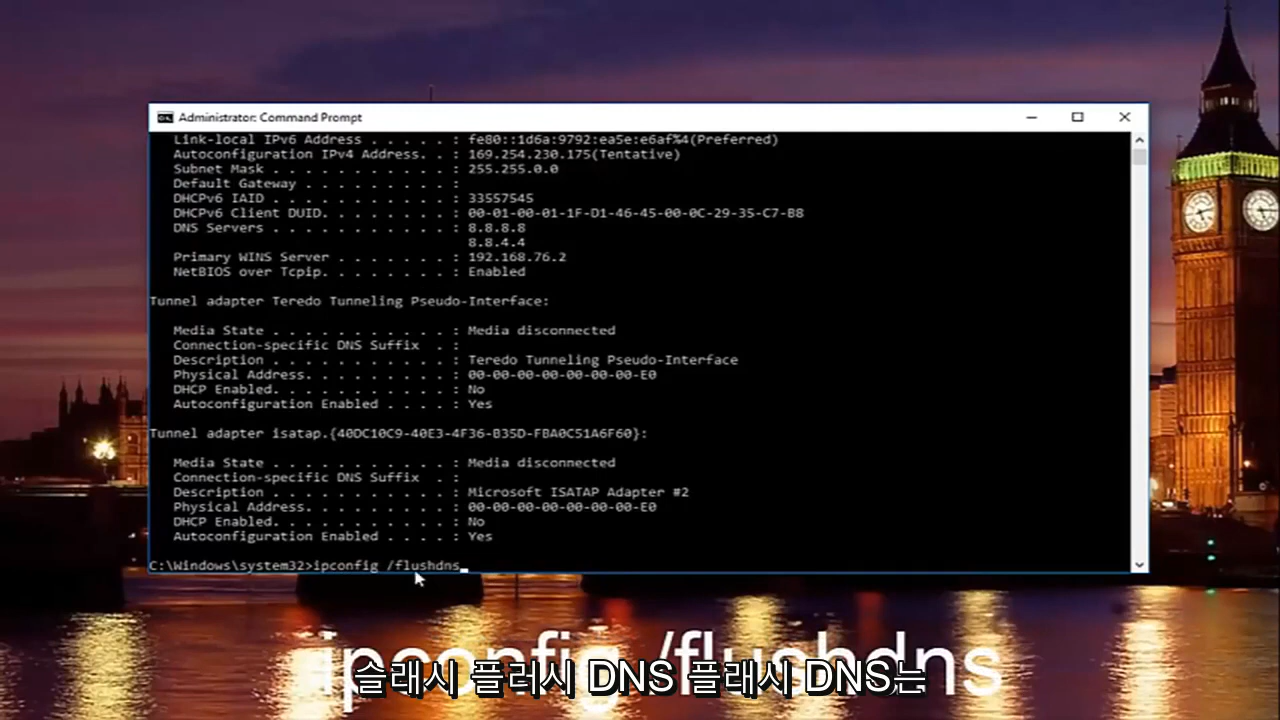 Administrator: Command Prompt
Link-local IPv6 Address . . . . . : fe80::1d6a:9792:ea5e:e6af%4(Preferred)
Autoconfiguration IPv4 Address. . : 169.254.230.175(Tentative)
Subnet Mask . . . . . . . . . . . : 255.255.0.0
Default Gateway . . . . . . . . . :
DHCPv6 IAID . . . . . . . . . . . : 33557545
DHCPv6 Client DUID. . . . . . . . : 00-01-00-01-1F-D1-46-45-00-0C-29-35-C7-B8
DNS Servers . . . . . . . . . . . : 8.8.8.8
8.8.4.4
Primary WINS Server . . . . . . . : 192.168.76.2
NetBIOS over Tcpip. . . . . . . . : Enabled
Tunnel adapter Teredo Tunneling Pseudo-Interface:
Media State . . . . . . . . . . . : Media disconnected
Connection-specific DNS Suffix  . :
Description . . . . . . . . . . . : Teredo Tunneling Pseudo-Interface
Physical Address. . . . . . . . . : 00-00-00-00-00-00-00-E0
DHCP Enabled. . . . . . . . . . . : No
Autoconfiguration Enabled . . . . : Yes
Tunnel adapter isatap.{40DC10C9-40E3-4F36-B35D-FBA0C51A6F60}:
Media State . . . . . . . . . . . : Media disconnected
Connection-specific DNS Suffix  . :
Description . . . . . . . . . . . : Microsoft ISATAP Adapter #2
Physical Address. . . . . . . . . : 00-00-00-00-00-00-00-E0
DHCP Enabled. . . . . . . . . . . : No
Autoconfiguration Enabled . . . . : Yes
C:\Windows\system32>ipconfig /flushdns
ipconfig /flushdns
슬래시 플러시 DNS 플래시 DNS는